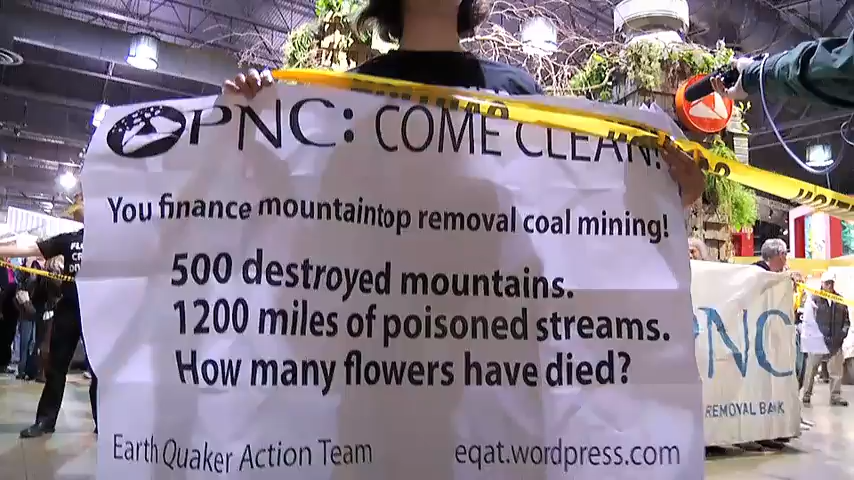 PNC: COME CLEAN!
You finance mountaintop removal coal mining!
500 destroyed mountains.
1200 miles of poisoned streams.
How many flowers have died?
Earth Quaker Action Team
eqat.wordpress.com
PNC
REMOVAL BANK